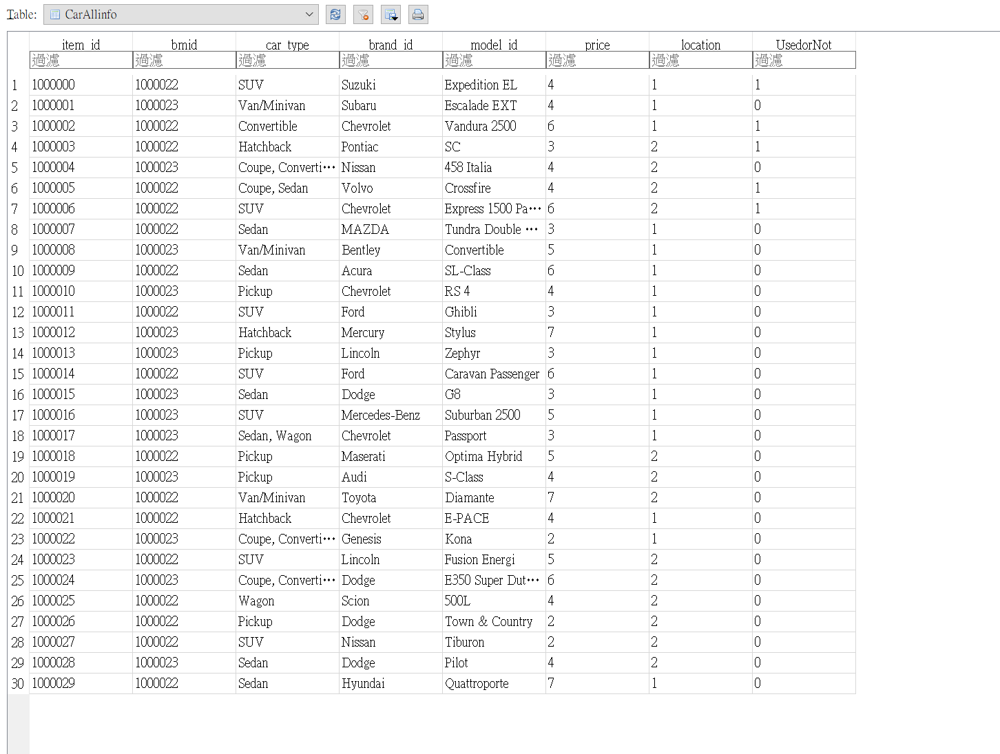 Table: CarAllinfo
item_id bmid car_type brand_id model_id price location UsedorNot
過濾 過濾 過濾 過濾 過濾 過濾 過濾 過濾
1 1000000 1000022 SUV Suzuki Expedition EL 4 1 1
2 1000001 1000023 Van/Minivan Subaru Escalade EXT 4 1 0
3 1000002 1000022 Convertible Chevrolet Vandura 2500 6 1 1
4 1000003 1000022 Hatchback Pontiac SC 3 2 1
5 1000004 1000023 Coupe, Converti··· Nissan 458 Italia 4 2 0
6 1000005 1000022 Coupe, Sedan Volvo Crossfire 4 2 1
7 1000006 1000022 SUV Chevrolet Express 1500 Pa··· 6 2 1
8 1000007 1000022 Sedan MAZDA Tundra Double ··· 3 1 0
9 1000008 1000023 Van/Minivan Bentley Convertible 5 1 0
10 1000009 1000022 Sedan Acura SL-Class 6 1 0
11 1000010 1000023 Pickup Chevrolet RS 4 4 1 0
12 1000011 1000022 SUV Ford Ghibli 3 1 0
13 1000012 1000023 Hatchback Mercury Stylus 7 1 0
14 1000013 1000023 Pickup Lincoln Zephyr 3 1 0
15 1000014 1000022 SUV Ford Caravan Passenger 6 1 0
16 1000015 1000023 Sedan Dodge G8 3 1 0
17 1000016 1000023 SUV Mercedes-Benz Suburban 2500 5 1 0
18 1000017 1000023 Sedan, Wagon Chevrolet Passport 3 1 0
19 1000018 1000022 Pickup Maserati Optima Hybrid 5 2 0
20 1000019 1000023 Pickup Audi S-Class 4 2 0
21 1000020 1000022 Van/Minivan Toyota Diamante 7 2 0
22 1000021 1000022 Hatchback Chevrolet E-PACE 4 1 0
23 1000022 1000023 Coupe, Converti··· Genesis Kona 2 1 0
24 1000023 1000022 SUV Lincoln Fusion Energi 5 2 0
25 1000024 1000023 Coupe, Converti··· Dodge E350 Super Dut··· 6 2 0
26 1000025 1000022 Wagon Scion 500L 4 2 0
27 1000026 1000022 Pickup Dodge Town & Country 2 2 0
28 1000027 1000022 SUV Nissan Tiburon 2 2 0
29 1000028 1000023 Sedan Dodge Pilot 4 2 0
30 1000029 1000022 Sedan Hyundai Quattroporte 7 1 0